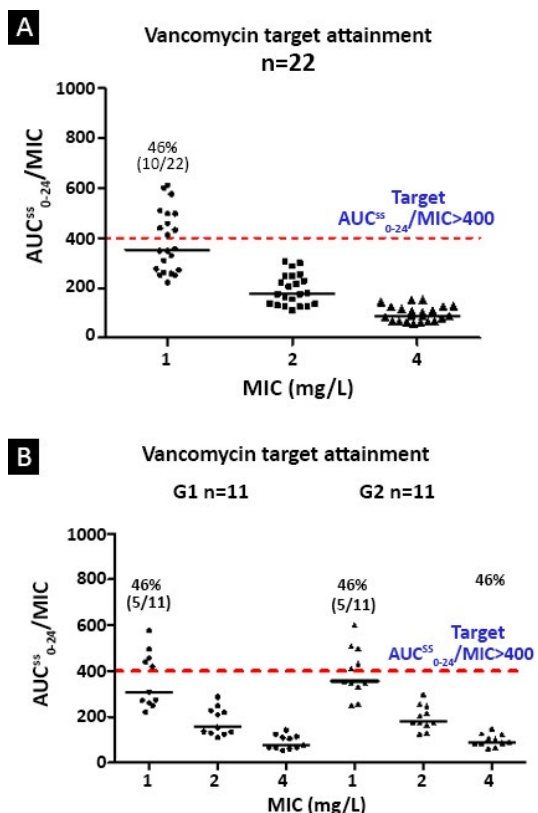 A
Vancomycin target attainment
n=22
AUCˢˢ₀₋₂₄/MIC
1000
800
600
400
200
0
46%
(10/22)
Target
AUCˢˢ₀₋₂₄/MIC>400
1 2 4
MIC (mg/L)
B
Vancomycin target attainment
G1 n=11 G2 n=11
AUCˢˢ₀₋₂₄/MIC
1000
800
600
400
200
0
46%
(5/11)
46%
(5/11)
46%
Target
AUCˢˢ₀₋₂₄/MIC>400
1 2 4 1 2 4
MIC (mg/L)